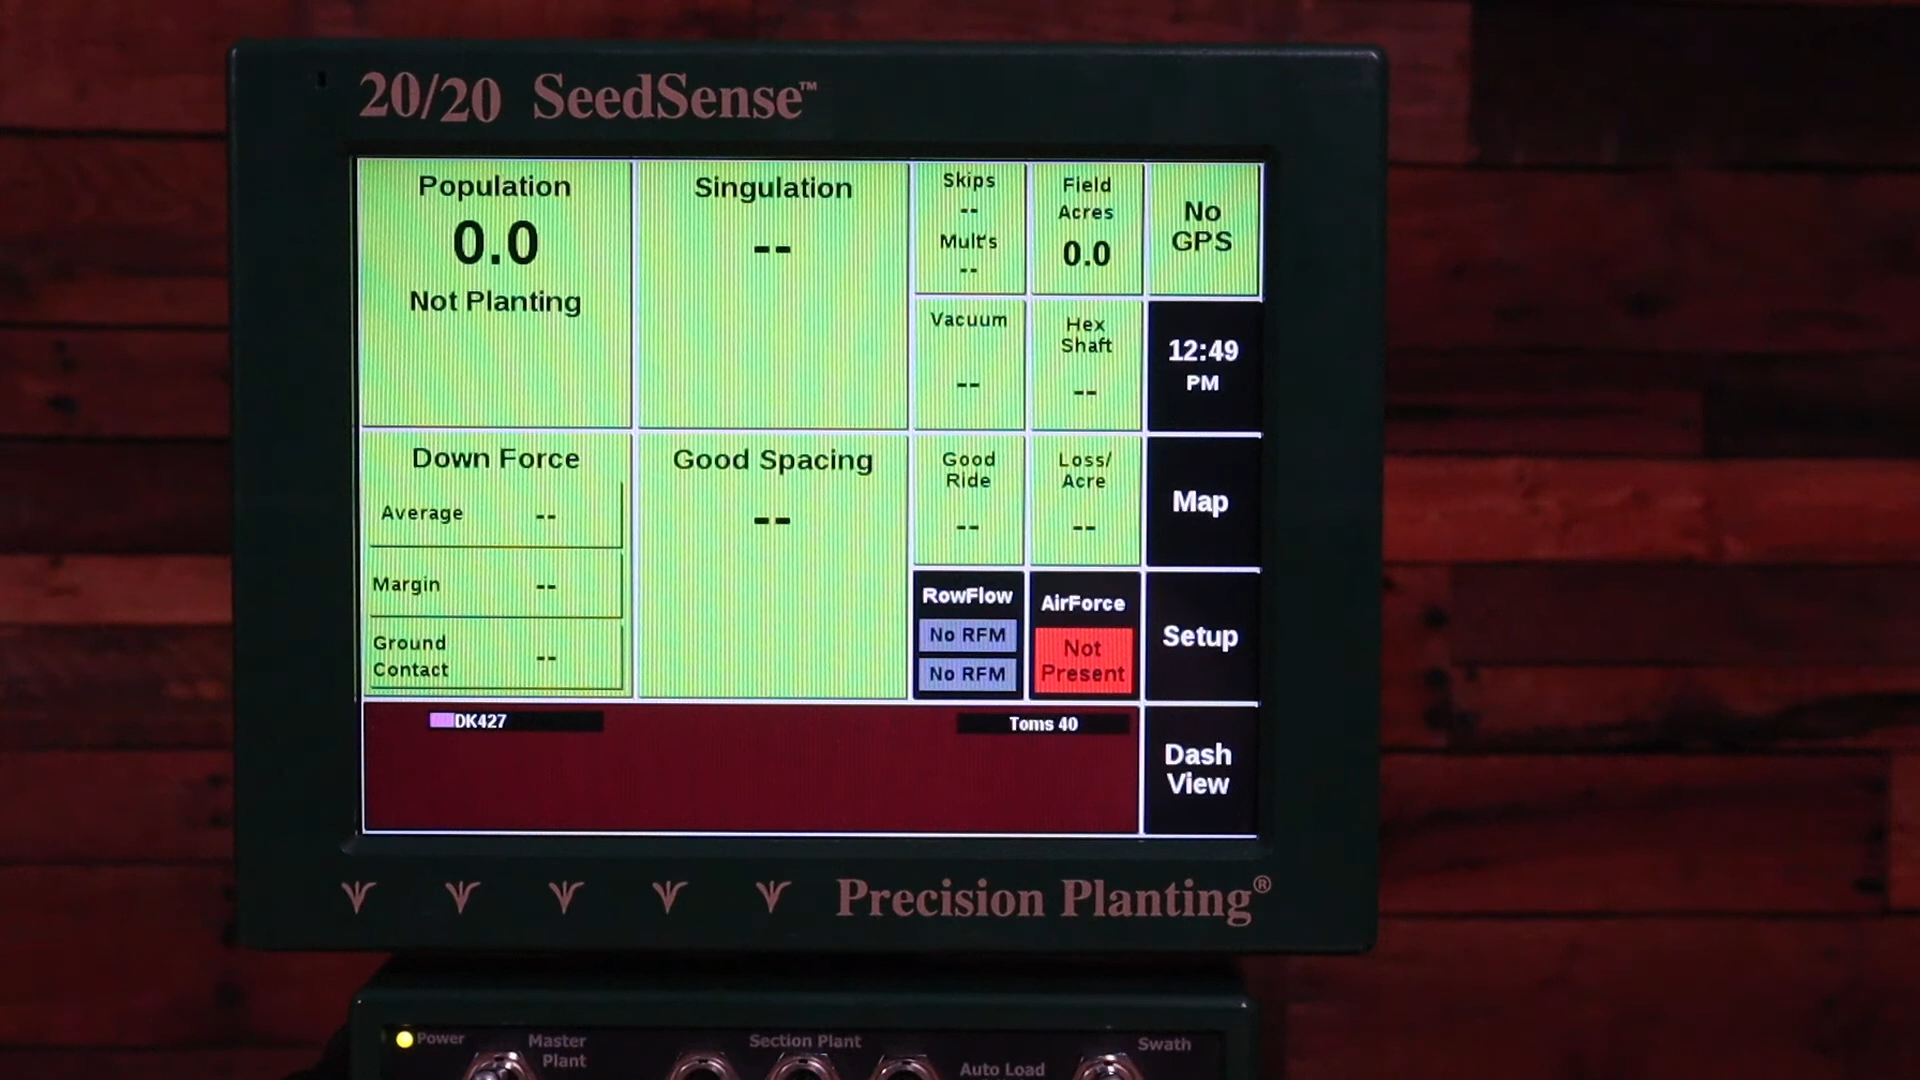 20/20 SeedSense™
Population
0.0
Not Planting
Singulation
--
Skips
--
Mult's
--
Field
Acres
0.0
No
GPS
Vacuum
--
Hex
Shaft
--
12:49
PM
Down Force
Average --
Margin --
Ground
Contact --
Good Spacing
--
Good
Ride
--
Loss/
Acre
--
Map
RowFlow
No RFM
No RFM
AirForce
Not
Present
Setup
DK427
Toms 40
Dash
View
Precision Planting®
Power
Master
Plant
Section Plant
Auto Load
Swath